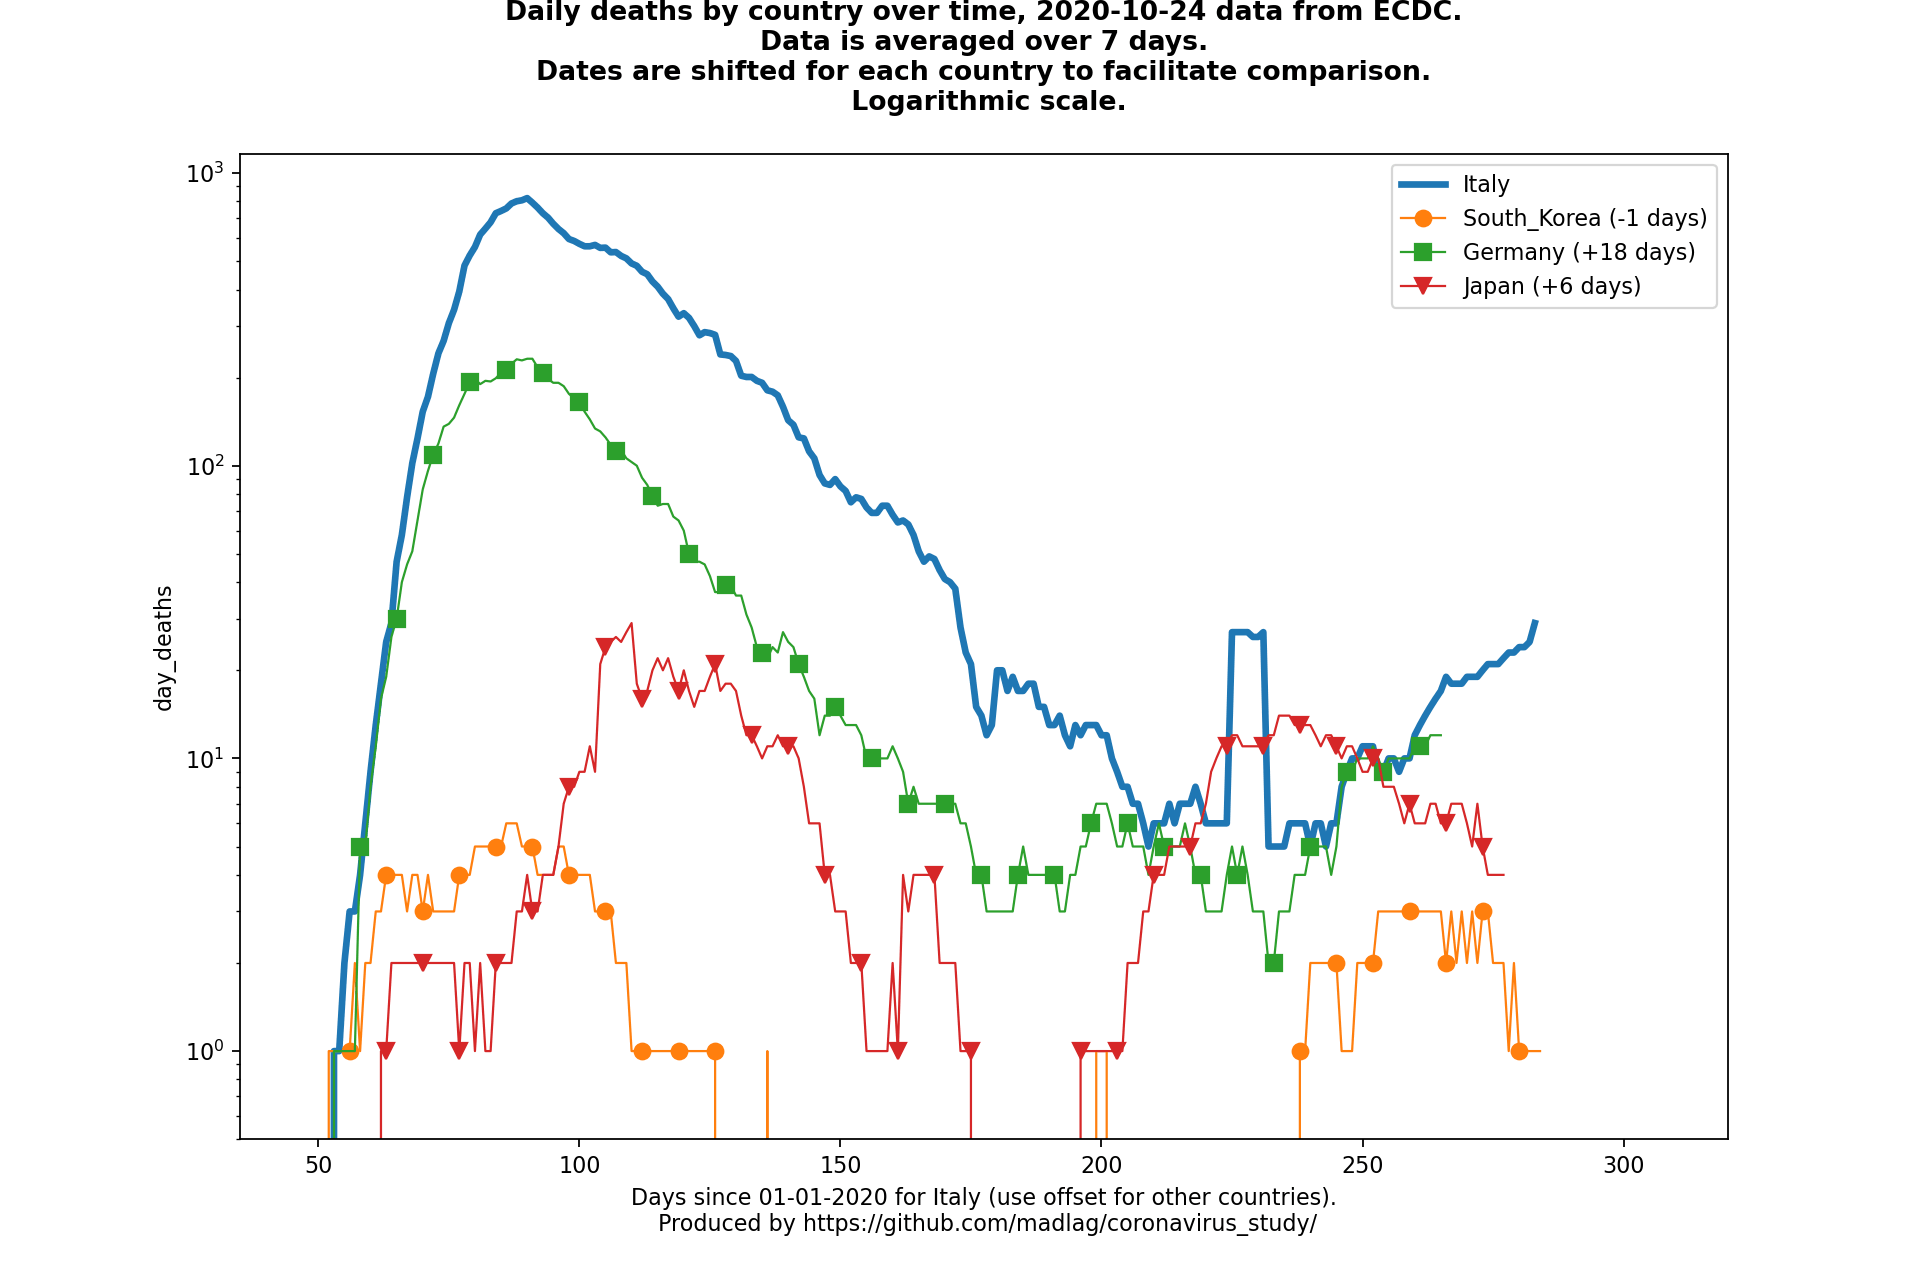 Daily deaths by country over time, 2020-10-24 data from ECDC.
Data is averaged over 7 days.
Dates are shifted for each country to facilitate comparison.
Logarithmic scale.
10³
10²
10¹
10⁰
day_deaths
Italy
South_Korea (-1 days)
Germany (+18 days)
Japan (+6 days)
50 100 150 200 250 300
Days since 01-01-2020 for Italy (use offset for other countries).
Produced by https://github.com/madlag/coronavirus_study/